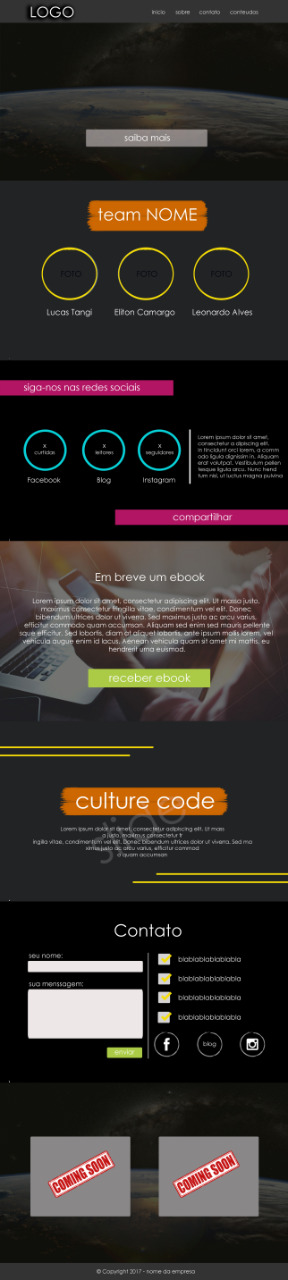 LOGO
início sobre contato conteudos
saiba mais
team NOME
FOTO FOTO FOTO
Lucas Tangi Eliton Camargo Leonardo Alves
siga-nos nas redes sociais
x x x
curtidas leitores seguidores
Facebook Blog Instagram
Lorem ipsum dolor sit amet,
consectetur a dipiscing elit.
In tincidunt orci lorem, a comm
odo ligula dignissim in. Aliquam
erat volutpat. Vestibulum pellen
tesque ligula arcu. Nunc hend
rerit nisi, ut luctus magna pulvina
compartilhar
Em breve um ebook
Lorem ipsum dolor sit amet, consectetur adipiscing elit. Ut massa justo,
maximus consectetur fringilla vitae, condimentum vel elit. Donec
bibendum ultrices dolor ut viverra. Sed maximus justo ac arcu varius,
efficitur commodo quam accumsan. Aliquam sed enim sed mauris pellente
sque efficitur. Sed lobortis, diam at aliquet lobortis, ante ipsum mollis lorem, vel
vehicula augue enim id lacus. Aenean vehicula quam sit amet mi mattis, eu
hendrerit urna euismod.
receber ebook
culture code
Lorem ipsum dolor sit amet, consectetur adipiscing elit. Ut mass
a justo, maximus consectetur fr
ingilla vitae, condimentum vel elit. Donec bibendum ultrices dolor ut viverra. Sed ma
ximus justo ac arcu varius, efficitur commod
o quam accumsan
Contato
seu nome:
sua menssagem:
enviar
blablablablablabla
blablablablablabla
blablablablablabla
blablablablablabla
f blog
COMING SOON COMING SOON
© Copyright 2017 - nome da empresa